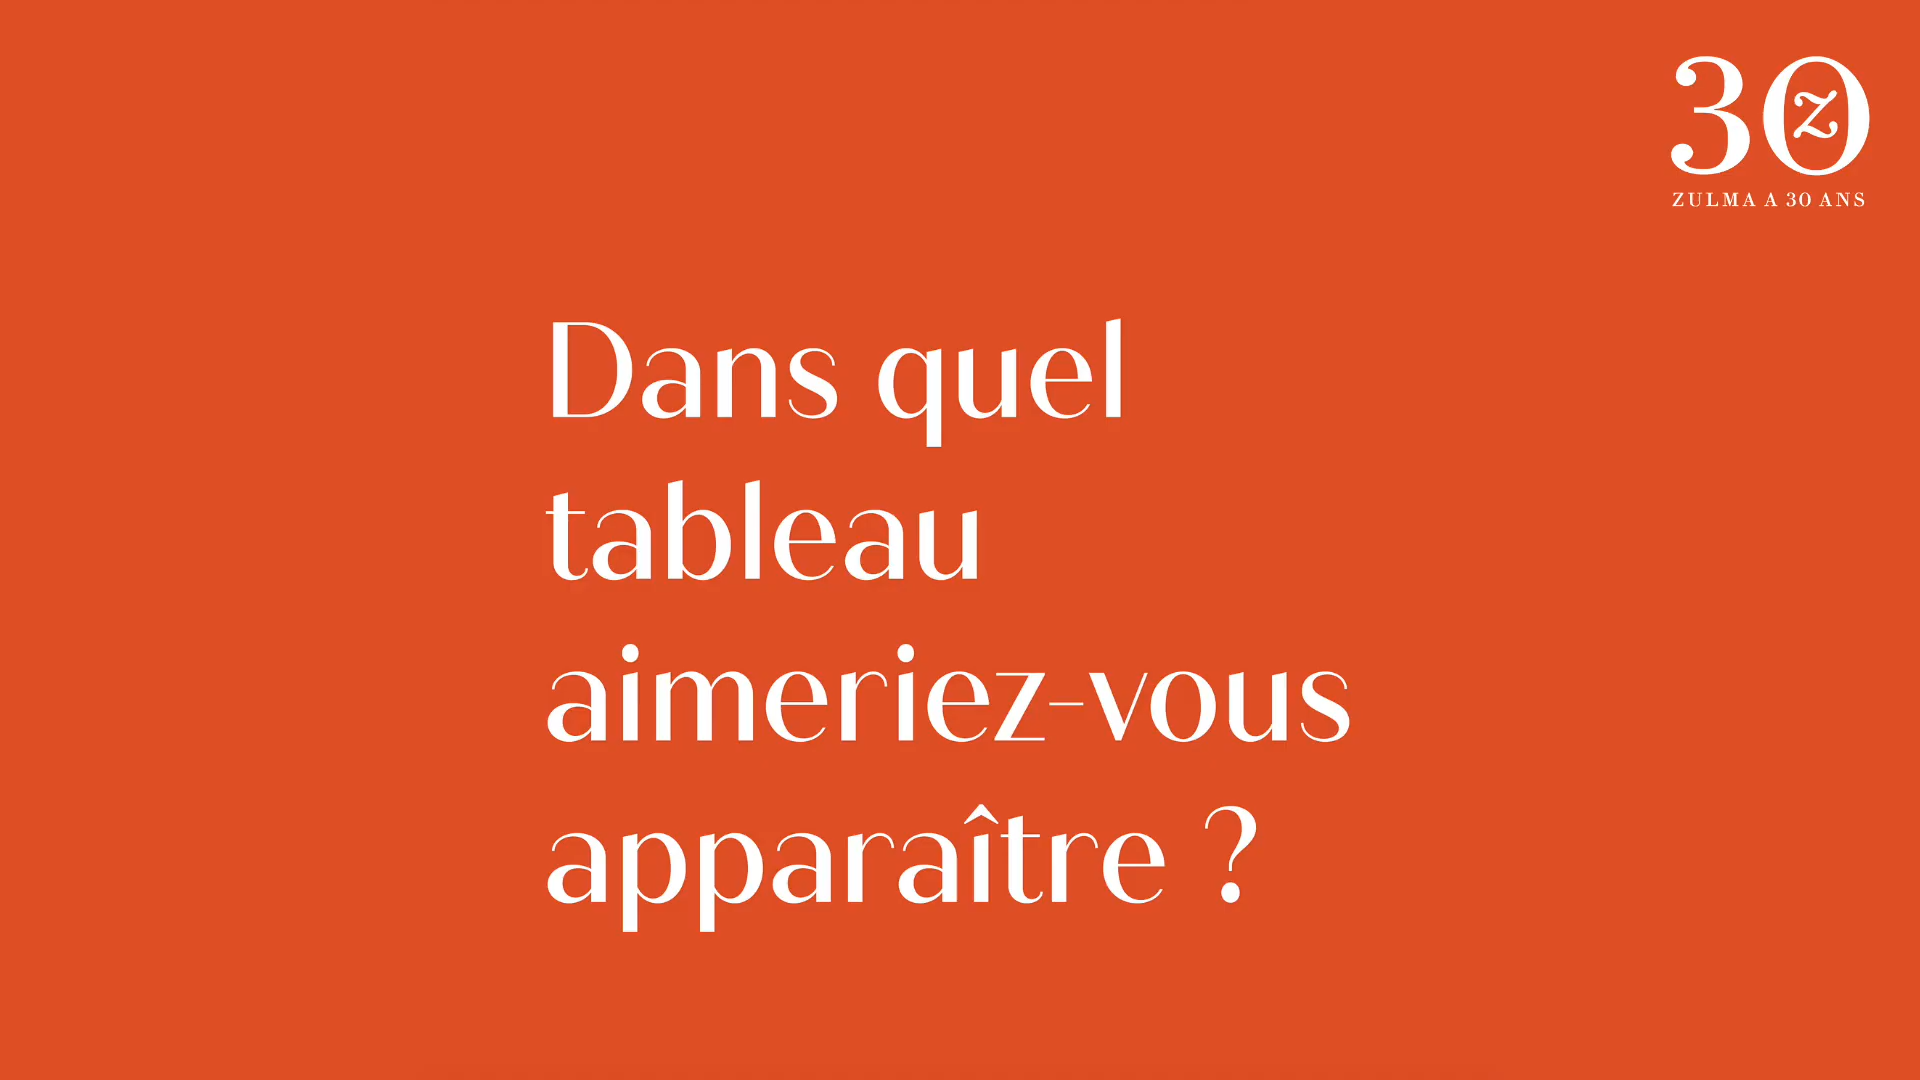 30
Z
ZULMA A 30 ANS
Dans quel
tableau
aimeriez-vous
apparaître ?